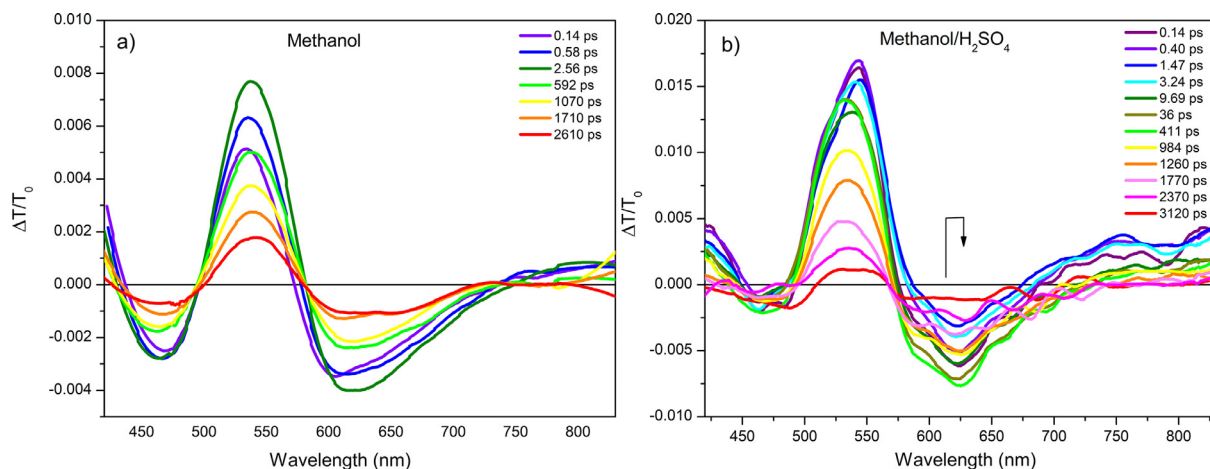 a)
Methanol
0.14 ps
0.58 ps
2.56 ps
592 ps
1070 ps
1710 ps
2610 ps
0.010
0.008
0.006
0.004
0.002
0.000
-0.002
-0.004
ΔT/T₀
450 500 550 600 650 700 750 800
Wavelength (nm)
b)
Methanol/H₂SO₄
0.14 ps
0.40 ps
1.47 ps
3.24 ps
9.69 ps
36 ps
411 ps
984 ps
1260 ps
1770 ps
2370 ps
3120 ps
0.020
0.015
0.010
0.005
0.000
-0.005
-0.010
ΔT/T₀
450 500 550 600 650 700 750 800
Wavelength (nm)